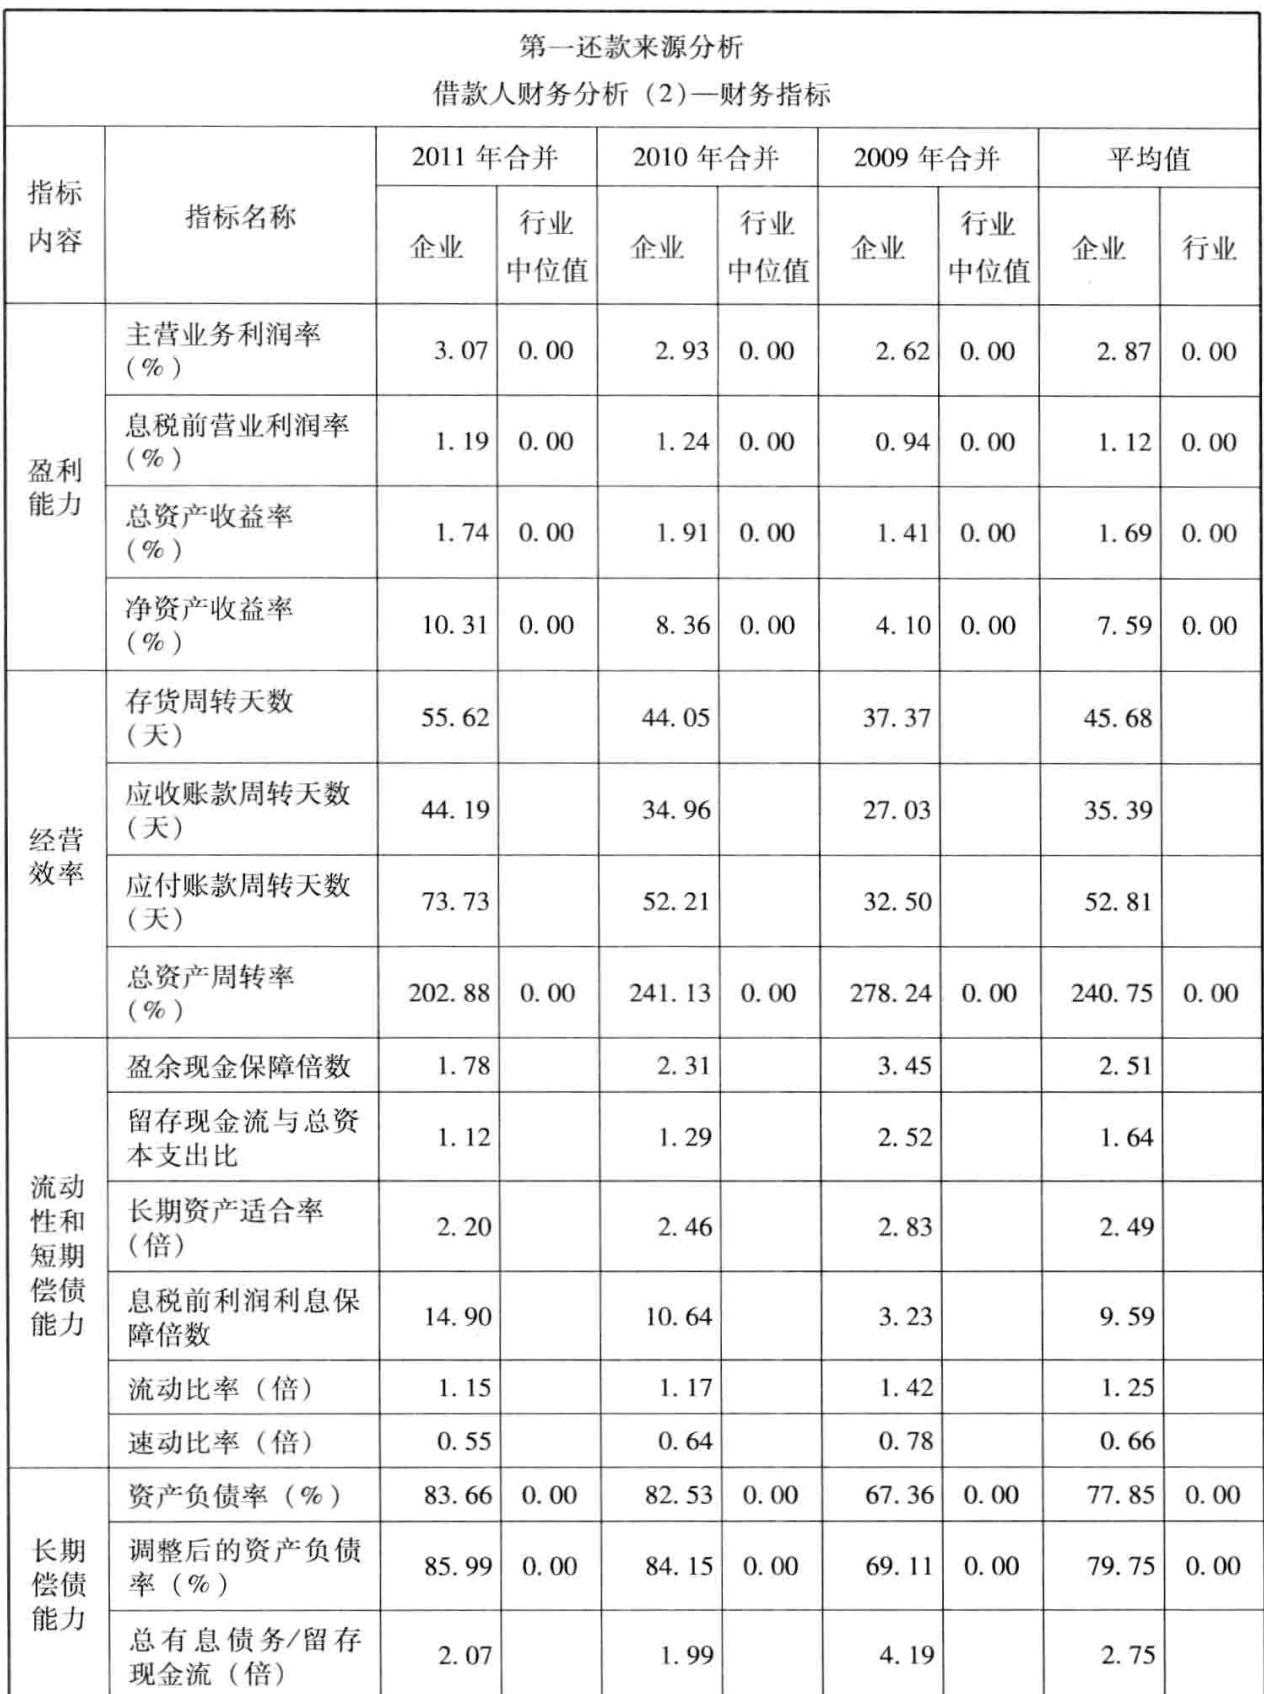 第一还款来源分析
借款人财务分析（2）—财务指标
指标
内容
指标名称
2011 年合并
2010 年合并
2009 年合并
平均值
企业
行业
中位值
企业
行业
中位值
企业
行业
中位值
企业
行业
盈利
能力
主营业务利润率
（%）
3.07 0.00 2.93 0.00 2.62 0.00 2.87 0.00
息税前营业利润率
（%）
1.19 0.00 1.24 0.00 0.94 0.00 1.12 0.00
总资产收益率
（%）
1.74 0.00 1.91 0.00 1.41 0.00 1.69 0.00
净资产收益率
（%）
10.31 0.00 8.36 0.00 4.10 0.00 7.59 0.00
经营
效率
存货周转天数
（天）
55.62 44.05 37.37 45.68
应收账款周转天数
（天）
44.19 34.96 27.03 35.39
应付账款周转天数
（天）
73.73 52.21 32.50 52.81
总资产周转率
（%）
202.88 0.00 241.13 0.00 278.24 0.00 240.75 0.00
流动
性和
短期
偿债
能力
盈余现金保障倍数 1.78 2.31 3.45 2.51
留存现金流与总资
本支出比
1.12 1.29 2.52 1.64
长期资产适合率
（倍）
2.20 2.46 2.83 2.49
息税前利润利息保
障倍数
14.90 10.64 3.23 9.59
流动比率（倍） 1.15 1.17 1.42 1.25
速动比率（倍） 0.55 0.64 0.78 0.66
长期
偿债
能力
资产负债率（%） 83.66 0.00 82.53 0.00 67.36 0.00 77.85 0.00
调整后的资产负债
率（%）
85.99 0.00 84.15 0.00 69.11 0.00 79.75 0.00
总有息债务/留存
现金流（倍）
2.07 1.99 4.19 2.75